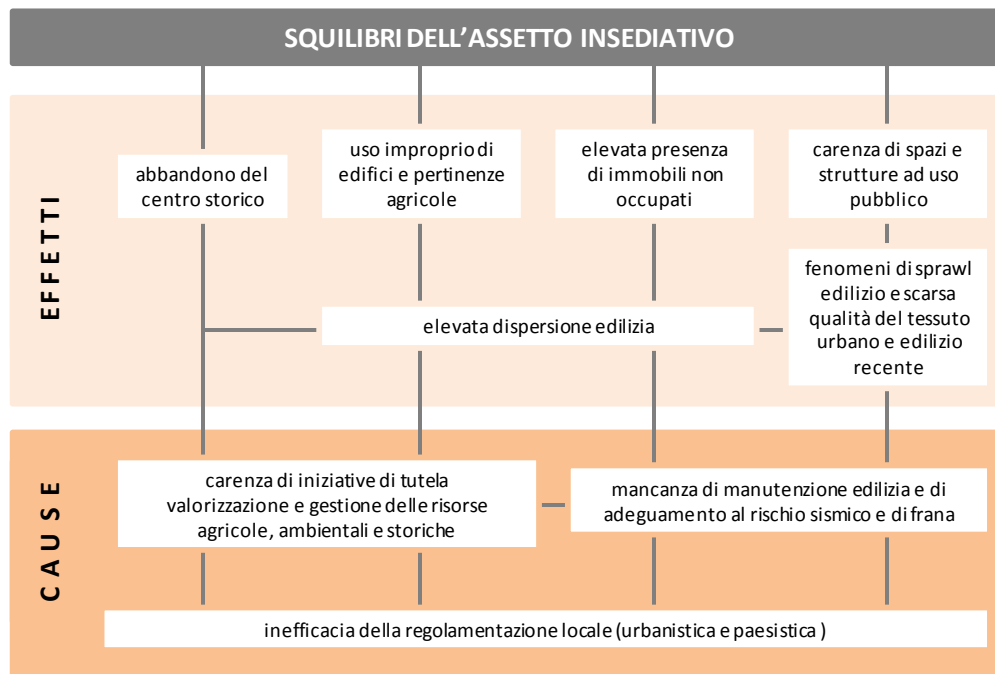 SQUILIBRI DELL'ASSETTO INSEDIATIVO
EFFETTI
abbandono del
centro storico
uso improprio di
edifici e pertinenze
agricole
elevata presenza
di immobili non
occupati
carenza di spazi e
strutture ad uso
pubblico
elevata dispersione edilizia
fenomeni di sprawl
edilizio e scarsa
qualità del tessuto
urbano e edilizio
recente
CAUSE
carenza di iniziative di tutela
valorizzazione e gestione delle risorse
agricole, ambientali e storiche
mancanza di manutenzione edilizia e di
adeguamento al rischio sismico e di frana
inefficacia della regolamentazione locale (urbanistica e paesistica )